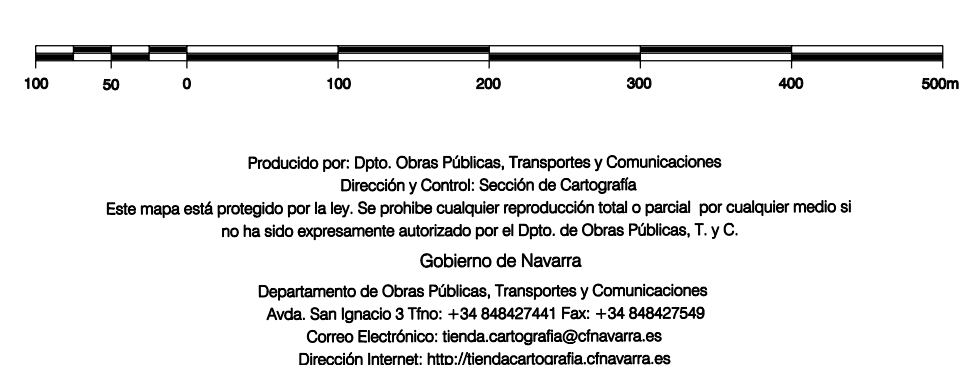 100 50 0 100 200 300 400 500m
Producido por: Dpto. Obras Públicas, Transportes y Comunicaciones
Dirección y Control: Sección de Cartografía
Este mapa está protegido por la ley. Se prohibe cualquier reproducción total o parcial por cualquier medio si
no ha sido expresamente autorizado por el Dpto. de Obras Públicas, T. y C.
Gobierno de Navarra
Departamento de Obras Públicas, Transportes y Comunicaciones
Avda. San Ignacio 3 Tfno: +34 848427441 Fax: +34 848427549
Correo Electrónico: tienda.cartografia@cfnavarra.es
Dirección Internet: http://tiendacartografia.cfnavarra.es